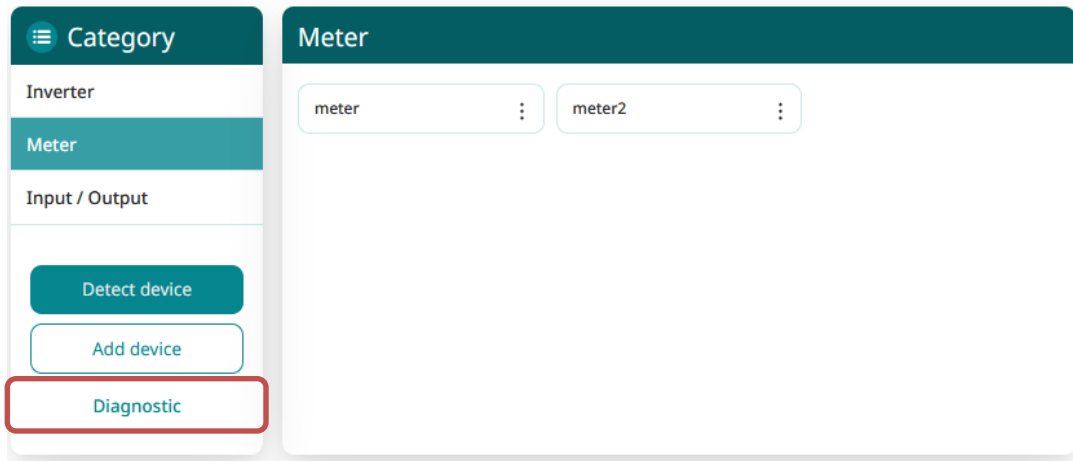 Category
Inverter
Meter
Input / Output
Detect device
Add device
Diagnostic
Meter
meter
meter2